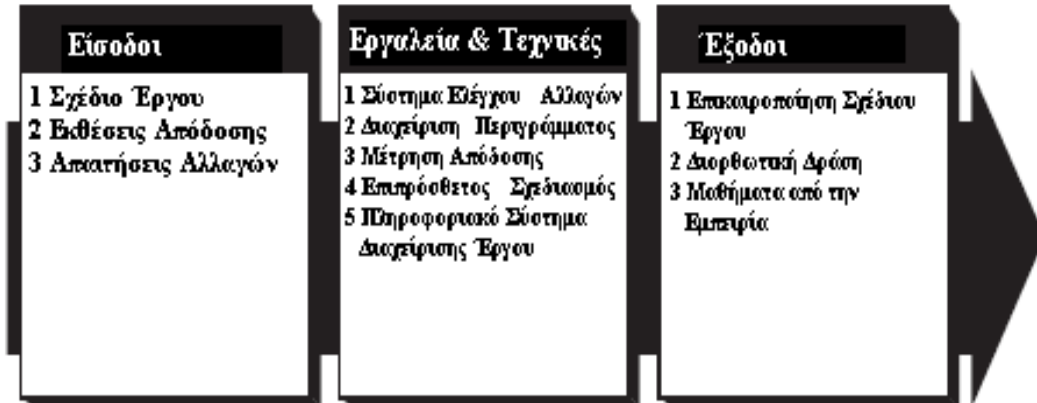 Είσοδοι
1 Σχέδιο Έργου
2 Εκθέσεις Απόδοσης
3 Απαιτήσεις Αλλαγών
Εργαλεία & Τεχνικές
1 Σύστημα Ελέγχου Αλλαγών
2 Διαχείριση Περιγράμματος
3 Μέτρηση Απόδοσης
4 Επιπρόσθετος Σχεδιασμός
5 Πληροφοριακό Σύστημα
Διαχείρισης Έργου
Έξοδοι
1 Επικαιροποίηση Σχέδιου
Έργου
2 Διορθωτική Δράση
3 Μαθήματα από την
Εμπειρία